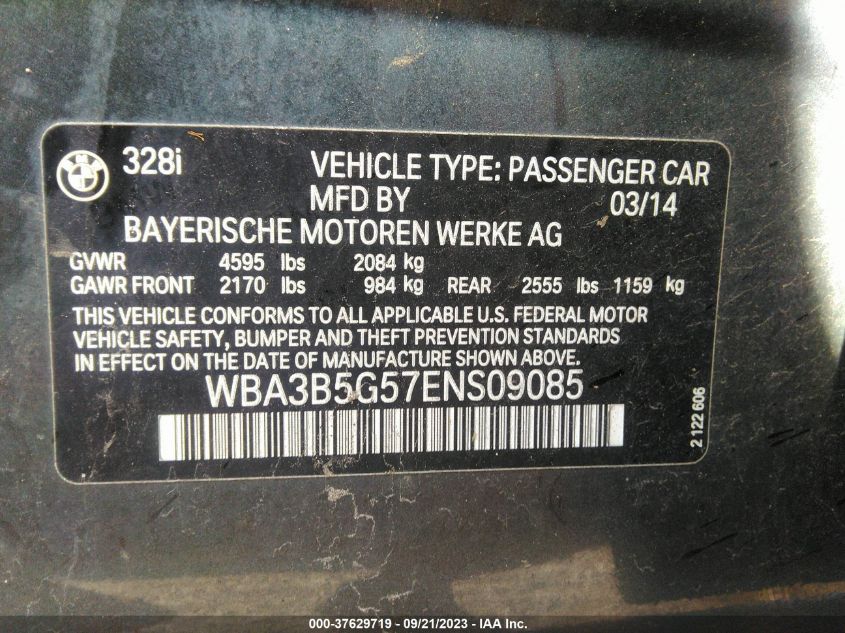 BMW
328i VEHICLE TYPE: PASSENGER CAR
MFD BY 03/14
BAYERISCHE MOTOREN WERKE AG
GVWR 4595 lbs 2084 kg
GAWR FRONT 2170 lbs 984 kg REAR 2555 lbs 1159 kg
THIS VEHICLE CONFORMS TO ALL APPLICABLE U.S. FEDERAL MOTOR
VEHICLE SAFETY, BUMPER AND THEFT PREVENTION STANDARDS
IN EFFECT ON THE DATE OF MANUFACTURE SHOWN ABOVE.
WBA3B5G57ENS09085
2 122 606
000-37629719 - 09/21/2023 - IAA Inc.